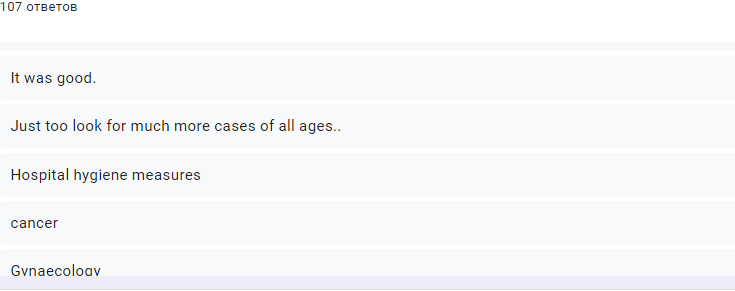 107 ответов
It was good.
Just too look for much more cases of all ages..
Hospital hygiene measures
cancer
Gynaecology